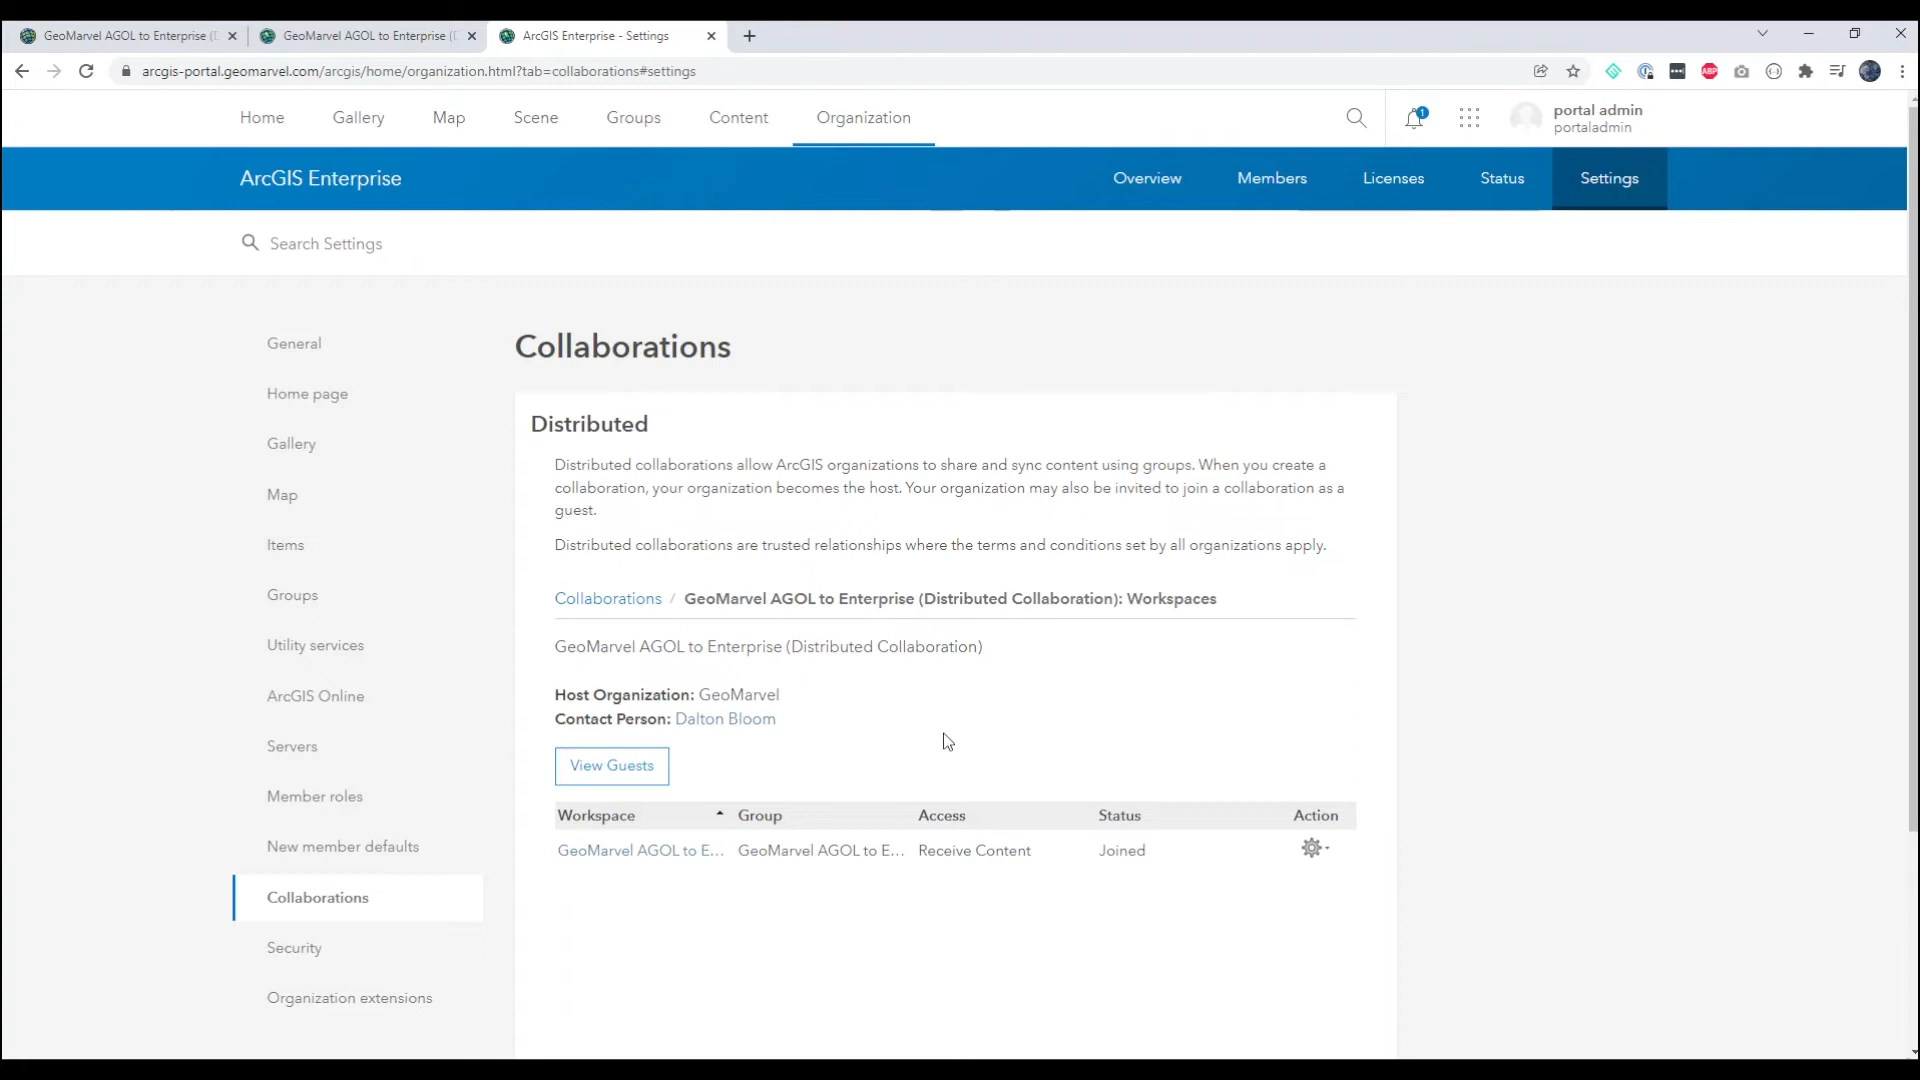 GeoMarvel AGOL to Enterprise (D
GeoMarvel AGOL to Enterprise (D
ArcGIS Enterprise - Settings
arcgis-portal.geomarvel.com/arcgis/home/organization.html?tab=collaborations#settings
ABP
Home
Gallery
Map
Scene
Groups
Content
Organization
1
portal admin
portaladmin
ArcGIS Enterprise
Overview
Members
Licenses
Status
Settings
Search Settings
General
Home page
Gallery
Map
Items
Groups
Utility services
ArcGIS Online
Servers
Member roles
New member defaults
Collaborations
Security
Organization extensions
Collaborations
Distributed
Distributed collaborations allow ArcGIS organizations to share and sync content using groups. When you create a
collaboration, your organization becomes the host. Your organization may also be invited to join a collaboration as a
guest.
Distributed collaborations are trusted relationships where the terms and conditions set by all organizations apply.
Collaborations / GeoMarvel AGOL to Enterprise (Distributed Collaboration): Workspaces
GeoMarvel AGOL to Enterprise (Distributed Collaboration)
Host Organization: GeoMarvel
Contact Person: Dalton Bloom
View Guests
Workspace Group Access Status Action
GeoMarvel AGOL to E... GeoMarvel AGOL to E... Receive Content Joined